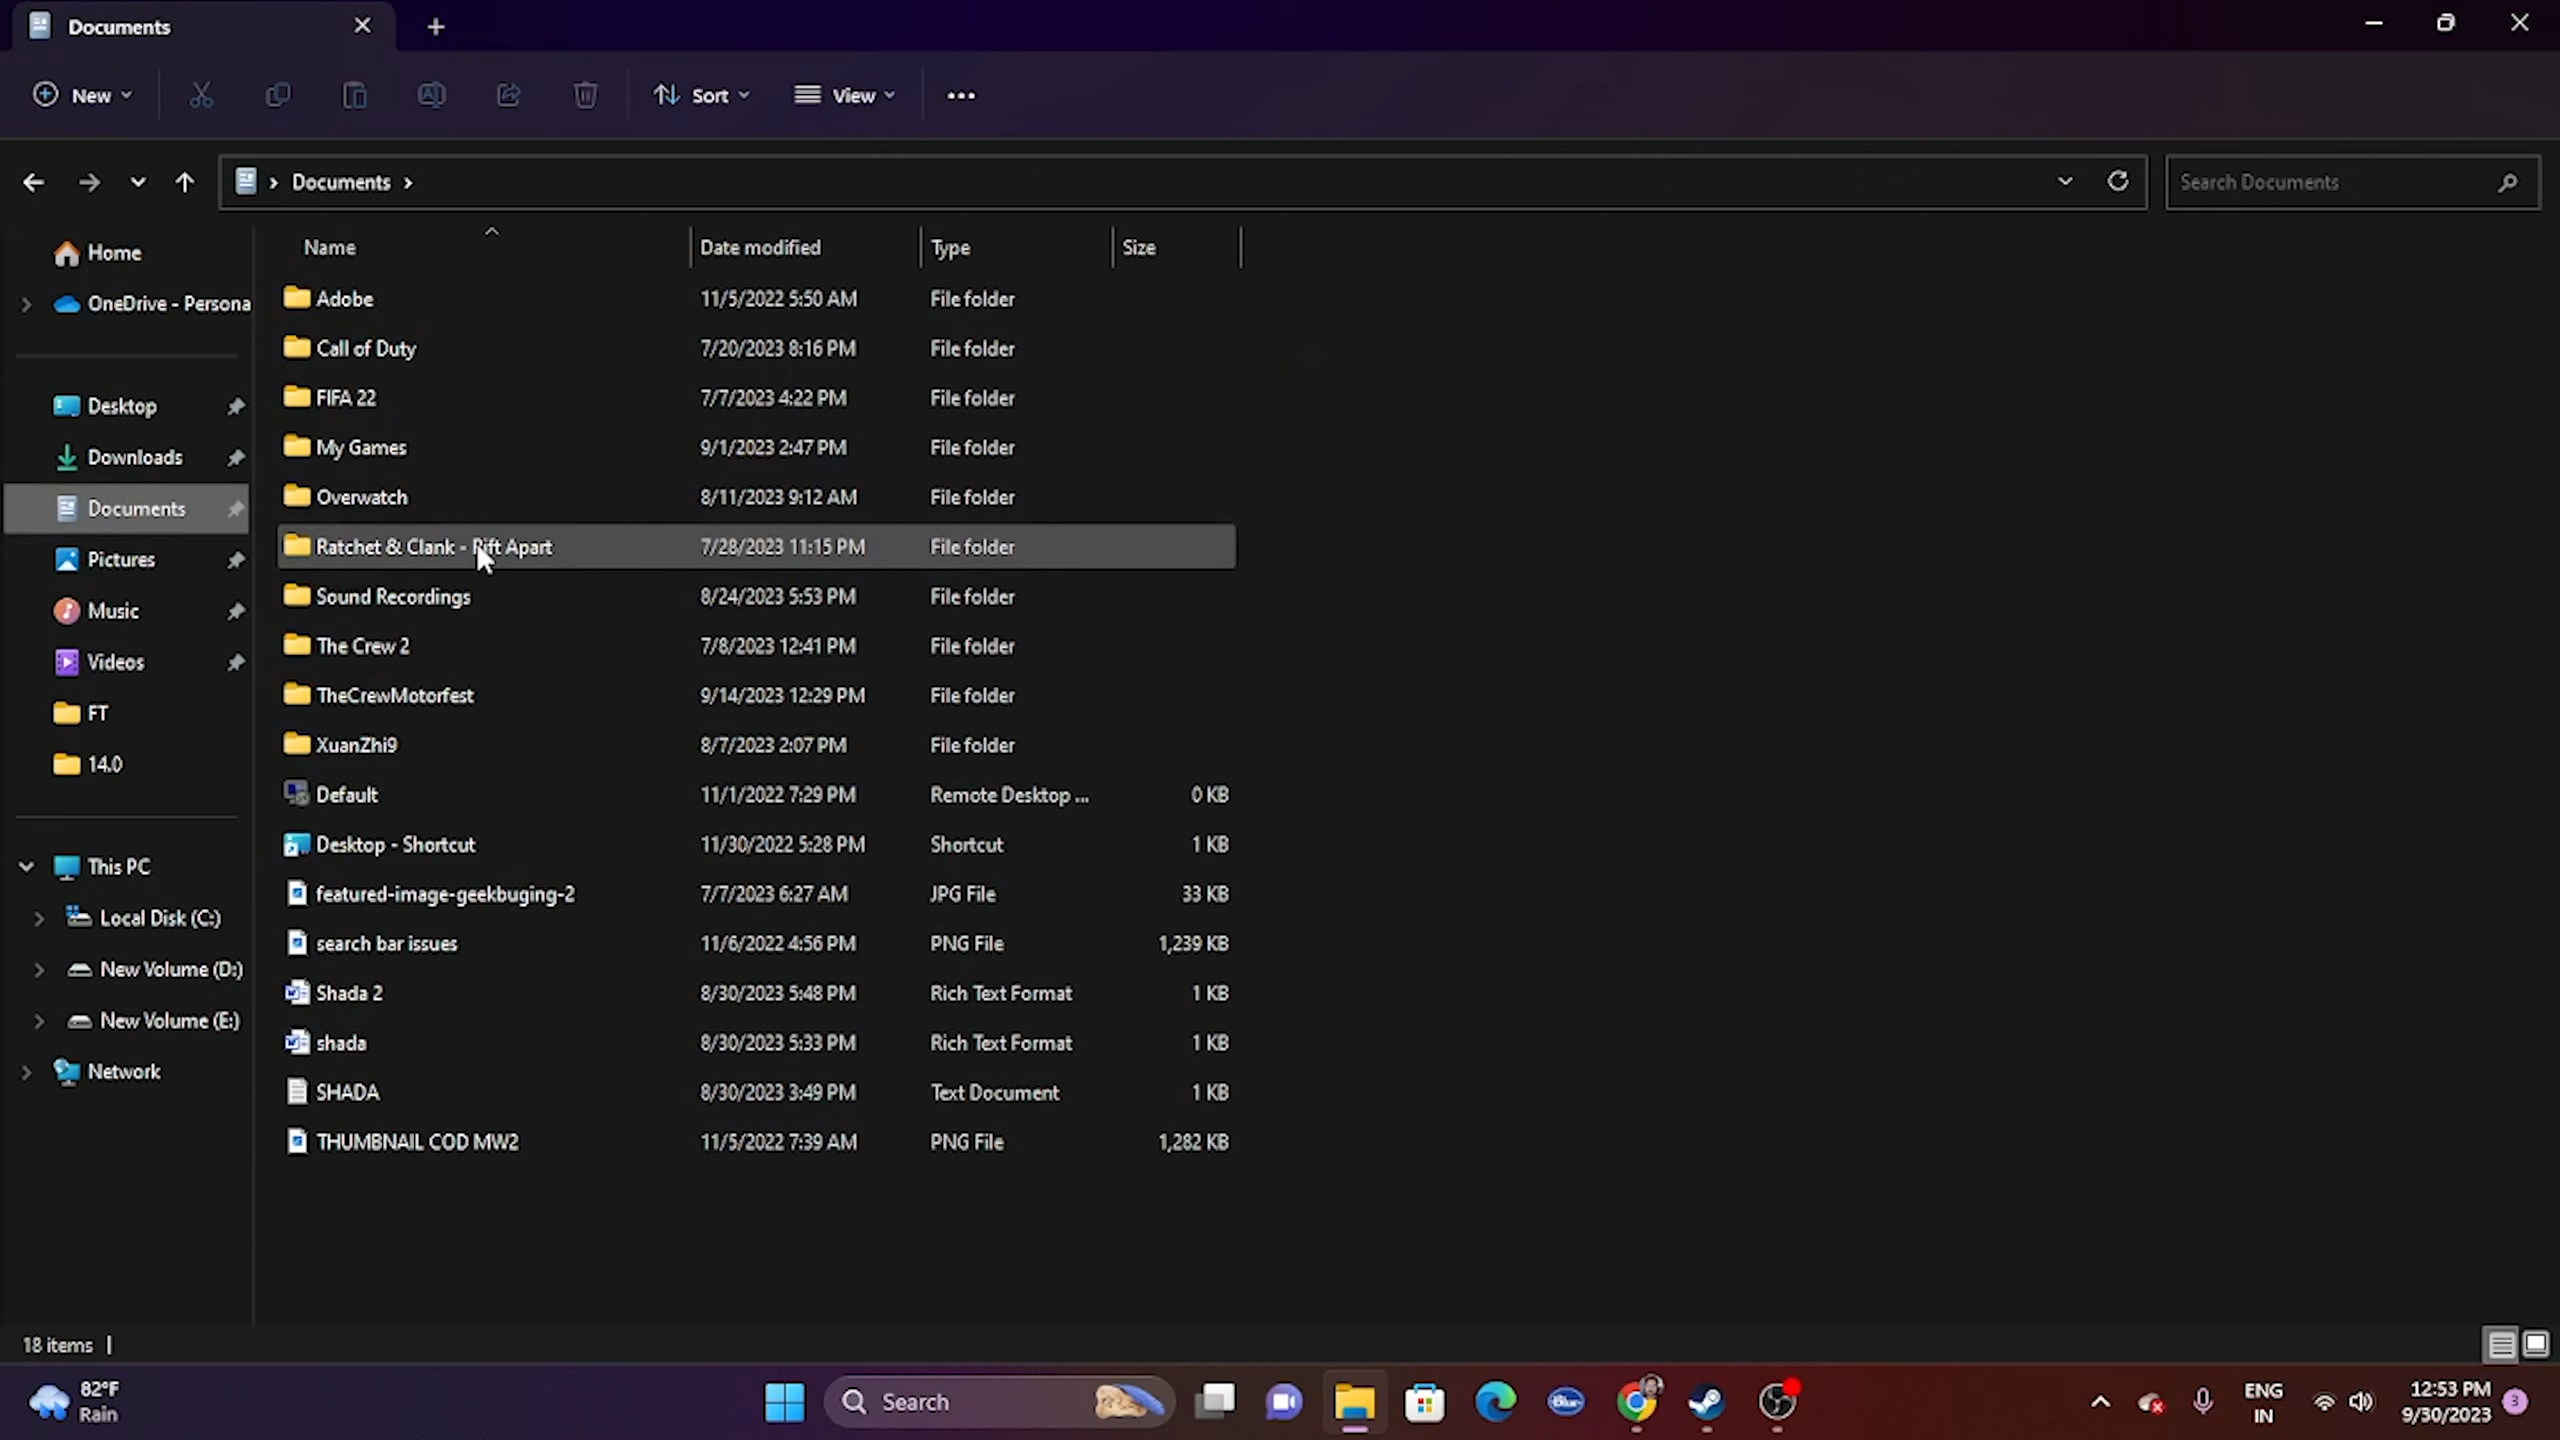 Documents
New
Sort
View
Documents
Search Documents
Name Date modified Type Size
Home
OneDrive - Persona
Desktop
Downloads
Documents
Pictures
Music
Videos
FT
14.0
This PC
Local Disk (C:)
New Volume (D:)
New Volume (E:)
Network
Adobe 11/5/2022 5:50 AM File folder
Call of Duty 7/20/2023 8:16 PM File folder
FIFA 22 7/7/2023 4:22 PM File folder
My Games 9/1/2023 2:47 PM File folder
Overwatch 8/11/2023 9:12 AM File folder
Ratchet & Clank - Rift Apart 7/28/2023 11:15 PM File folder
Sound Recordings 8/24/2023 5:53 PM File folder
The Crew 2 7/8/2023 12:41 PM File folder
TheCrewMotorfest 9/14/2023 12:29 PM File folder
XuanZhi9 8/7/2023 2:07 PM File folder
Default 11/1/2022 7:29 PM Remote Desktop ... 0 KB
Desktop - Shortcut 11/30/2022 5:28 PM Shortcut 1 KB
featured-image-geekbuging-2 7/7/2023 6:27 AM JPG File 33 KB
search bar issues 11/6/2022 4:56 PM PNG File 1,239 KB
Shada 2 8/30/2023 5:48 PM Rich Text Format 1 KB
shada 8/30/2023 5:33 PM Rich Text Format 1 KB
SHADA 8/30/2023 3:49 PM Text Document 1 KB
THUMBNAIL COD MW2 11/5/2022 7:39 AM PNG File 1,282 KB
18 items
82°F
Rain
Search
Blue
ENG
IN
12:53 PM
9/30/2023
3